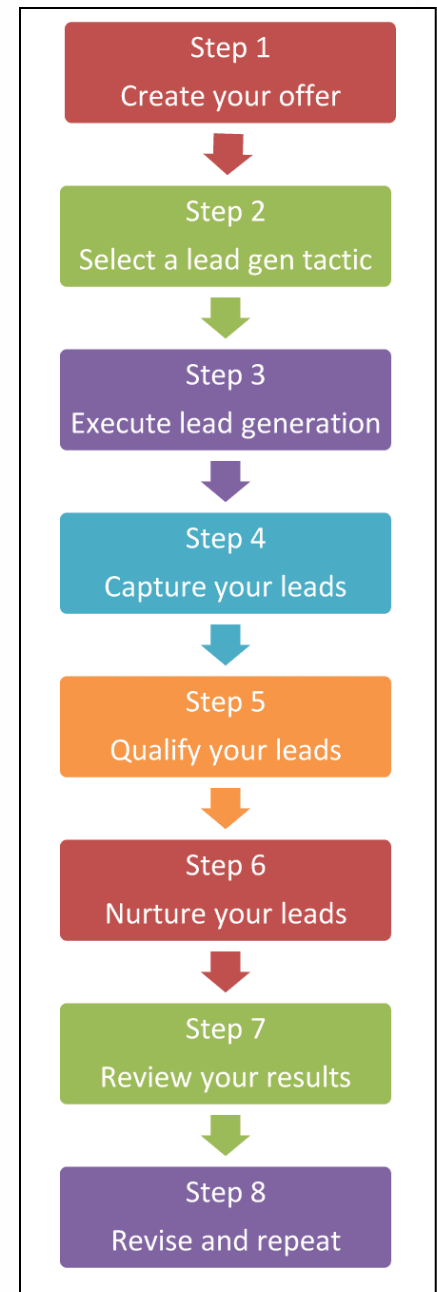 Step 1
Create your offer
Step 2
Select a lead gen tactic
Step 3
Execute lead generation
Step 4
Capture your leads
Step 5
Qualify your leads
Step 6
Nurture your leads
Step 7
Review your results
Step 8
Revise and repeat